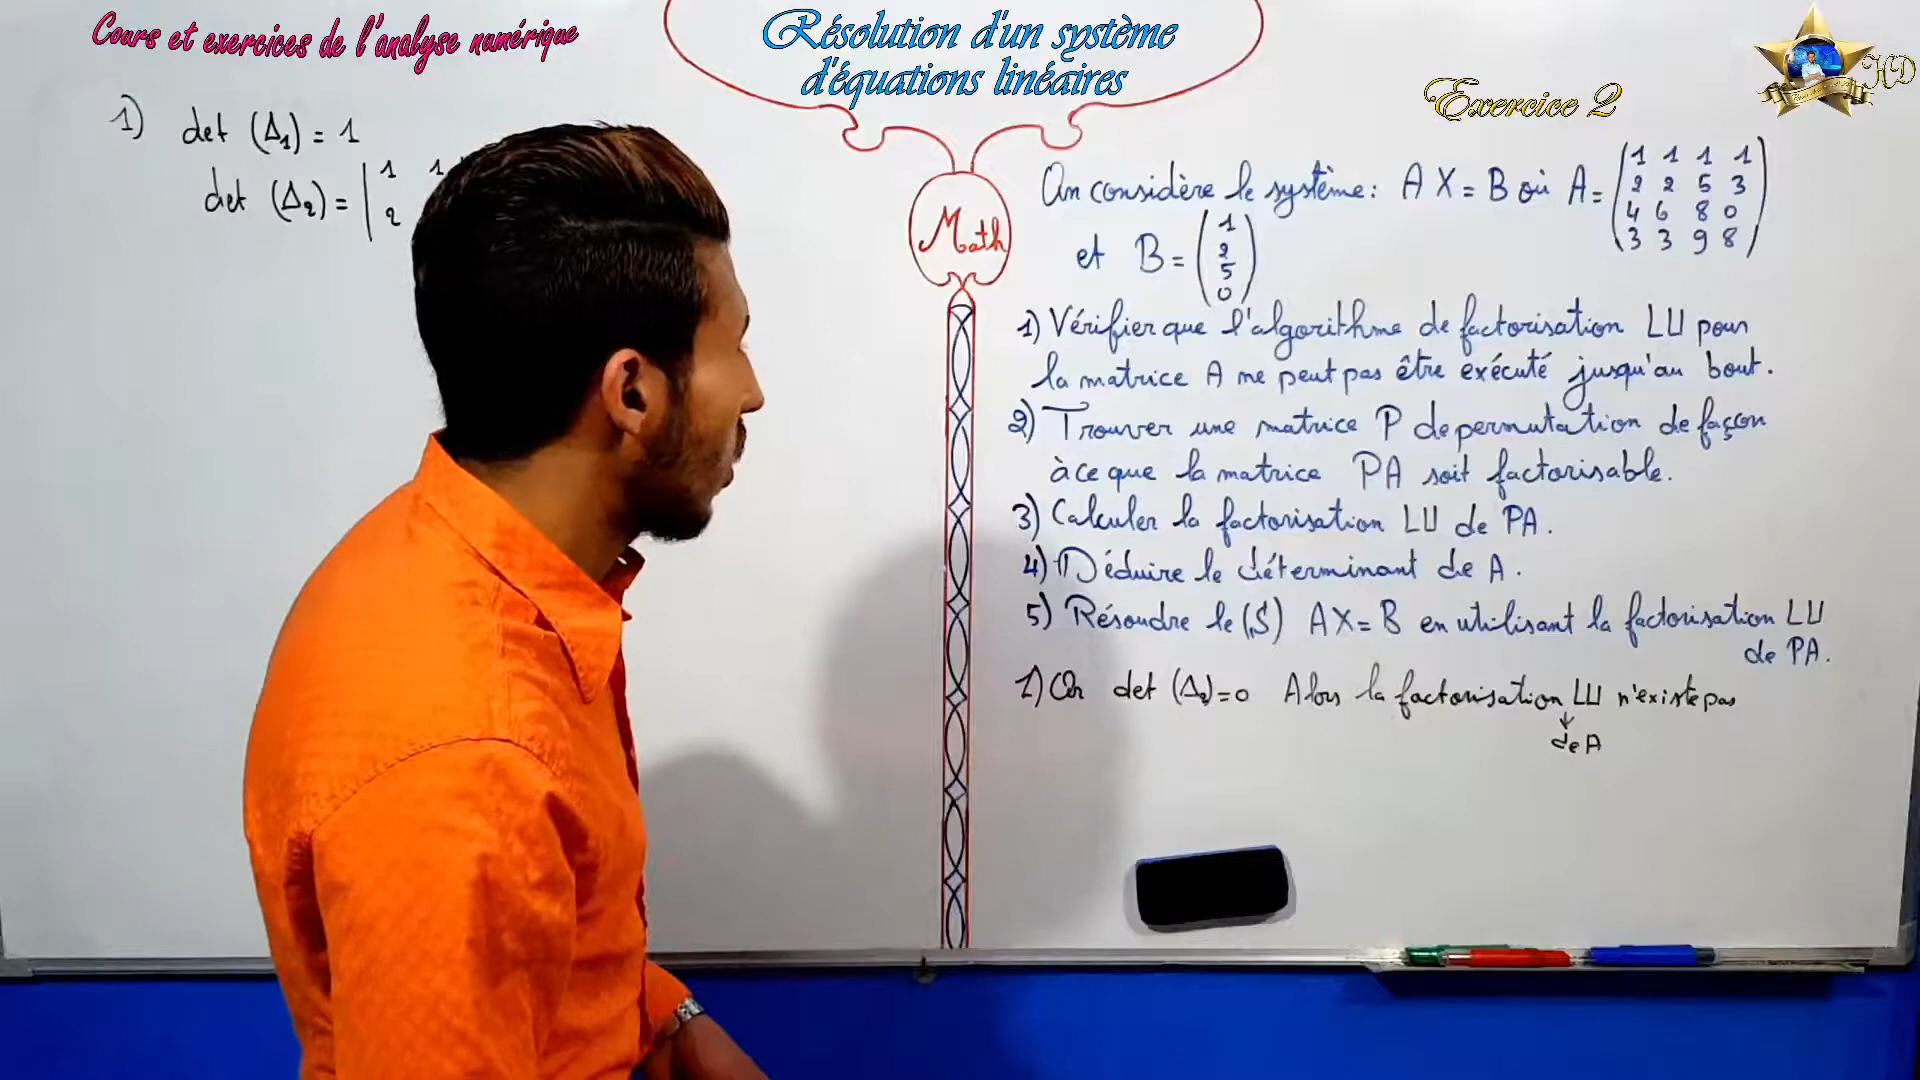 Cours et exercices de l'analyse numérique
Résolution d'un système
d'équations linéaires
Exercice 2
HD
1) det (Δ₁) = 1
det (Δ₂) = | 1 1
2
Math
On considère le système : A X = B où A = ( 1 1 1 1
2 2 5 3
4 6 8 0
3 3 9 8 )
et B = ( 1
2
5
0 )
1) Vérifier que l'algorithme de factorisation LU pour
la matrice A ne peut pas être exécuté jusqu'au bout.
2) Trouver une matrice P de permutation de façon
à ce que la matrice PA soit factorisable.
3) Calculer la factorisation LU de PA.
4) Déduire le déterminant de A.
5) Résoudre le (S) AX = B en utilisant la factorisation LU
de PA.
1) On det (Δ₂) = 0 Alors la factorisation LU n'existe pas
↓
de A